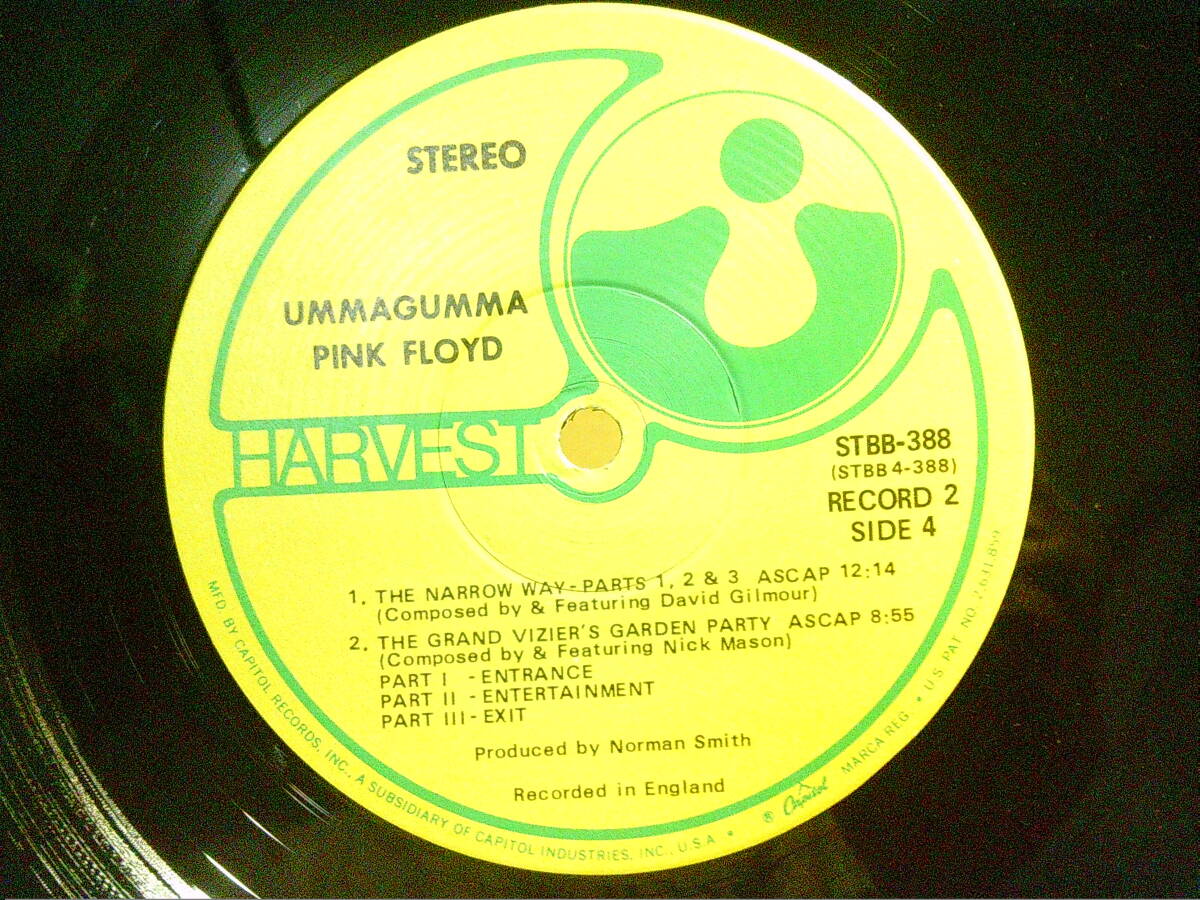 STEREO
UMMAGUMMA
PINK FLOYD
HARVEST
STBB-388
(STBB 4-388)
RECORD 2
SIDE 4
1. THE NARROW WAY-PARTS 1, 2 & 3 ASCAP 12:14
(Composed by & Featuring David Gilmour)
2. THE GRAND VIZIER'S GARDEN PARTY ASCAP 8:55
(Composed by & Featuring Nick Mason)
PART I - ENTRANCE
PART II - ENTERTAINMENT
PART III - EXIT
Produced by Norman Smith
Recorded in England
MFD. BY CAPITOL RECORDS, INC., A SUBSIDIARY OF CAPITOL INDUSTRIES, INC., U.S.A. • ® Capitol MARCA REG. • U.S. PAT. NO. 2,631,859